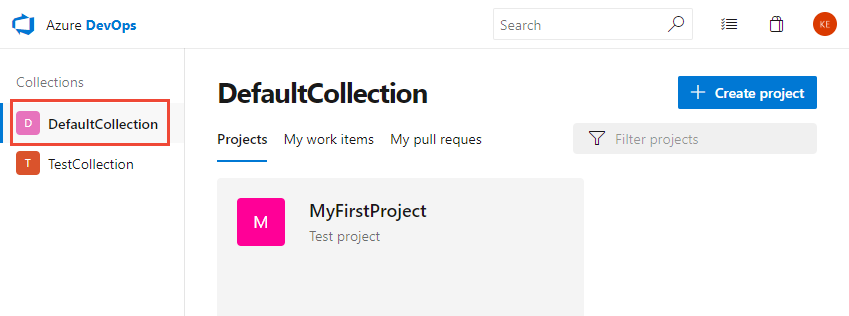 Azure DevOps
Search
KE
Collections
D DefaultCollection
T TestCollection
DefaultCollection
Create project
Projects My work items My pull reques
Filter projects
M
MyFirstProject
Test project